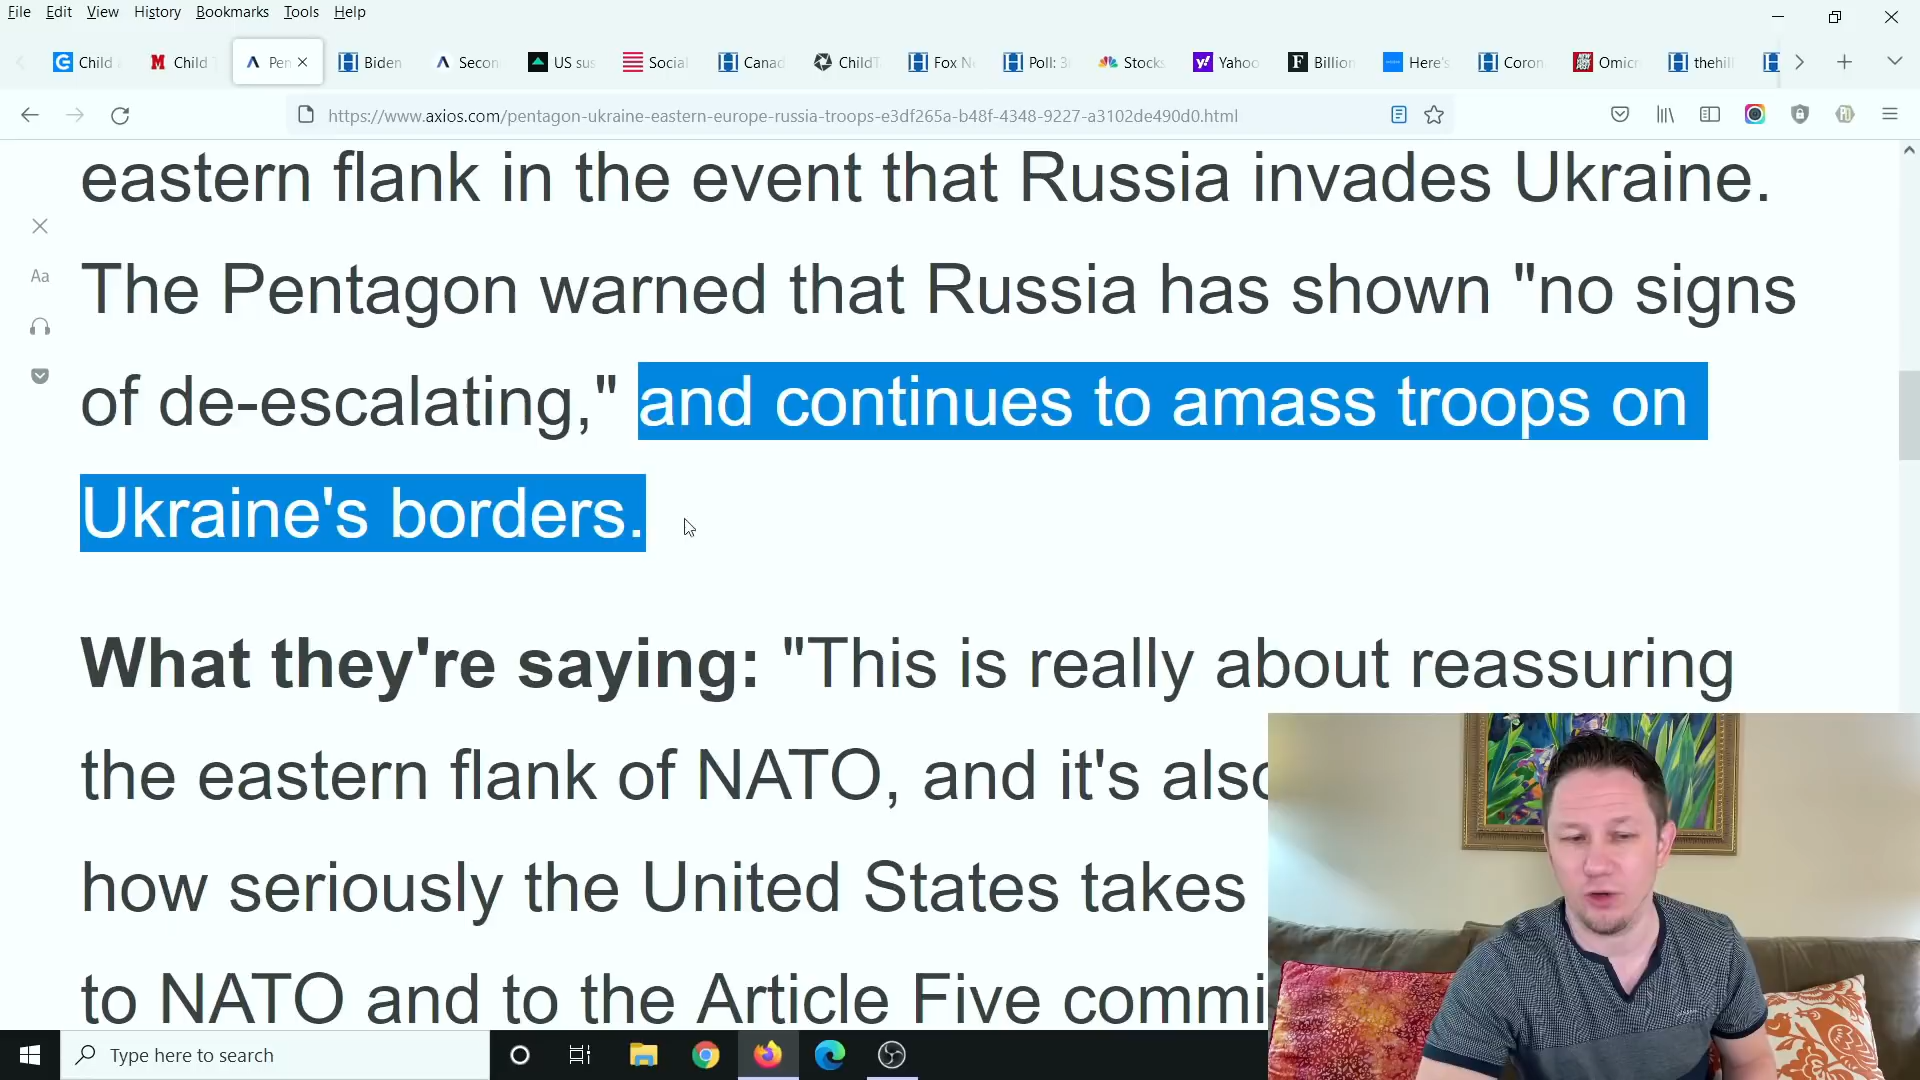 File Edit View History Bookmarks Tools Help
Child Child Pen Biden Secon US sus Social Canad ChildT Fox N Poll: 3 Stocks Yahoo Billion Here's Coron Omicr thehill
https://www.axios.com/pentagon-ukraine-eastern-europe-russia-troops-e3df265a-b48f-4348-9227-a3102de490d0.html
eastern flank in the event that Russia invades Ukraine.
The Pentagon warned that Russia has shown "no signs
of de-escalating," and continues to amass troops on
Ukraine's borders.
Aa
What they're saying: "This is really about reassuring
the eastern flank of NATO, and it's also
how seriously the United States takes
to NATO and to the Article Five commi
Type here to search